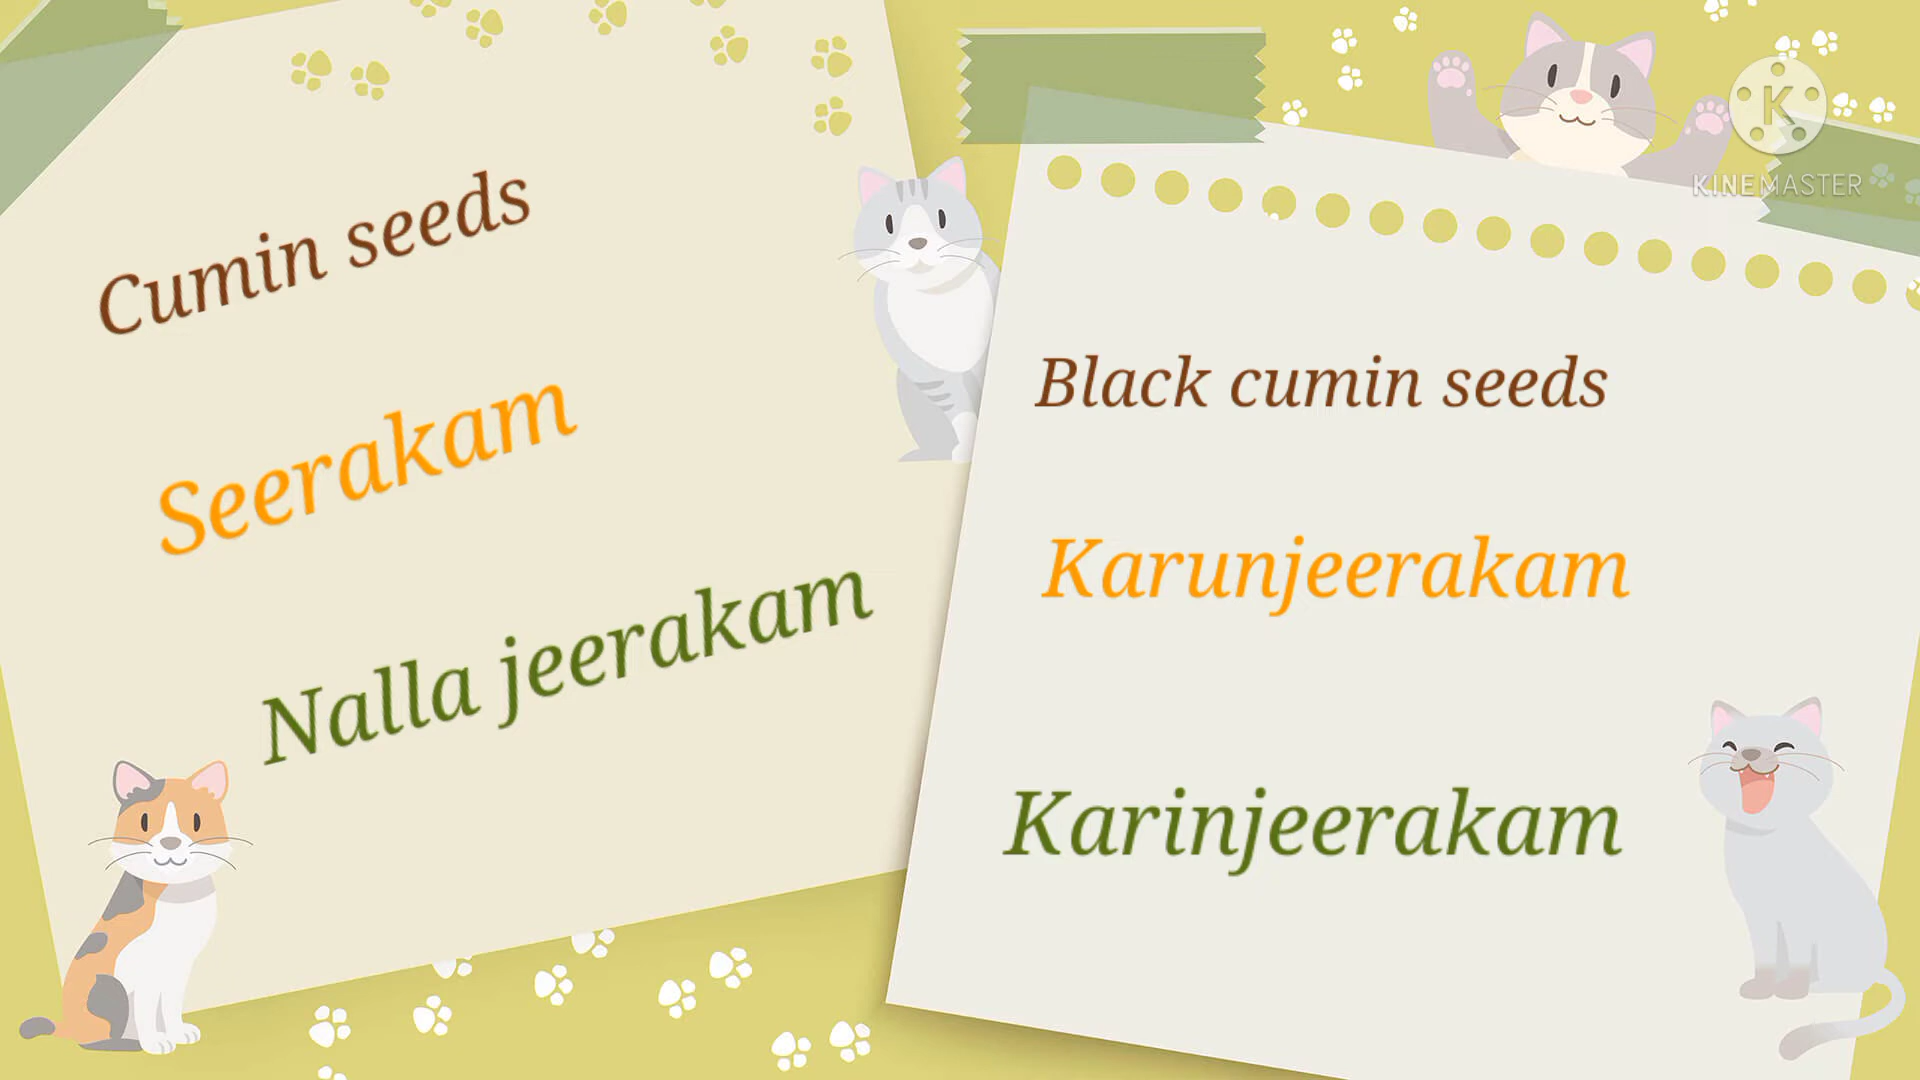 Cumin seeds
Seerakam
Nalla jeerakam
Black cumin seeds
Karunjeerakam
Karinjeerakam
K
KINEMASTER